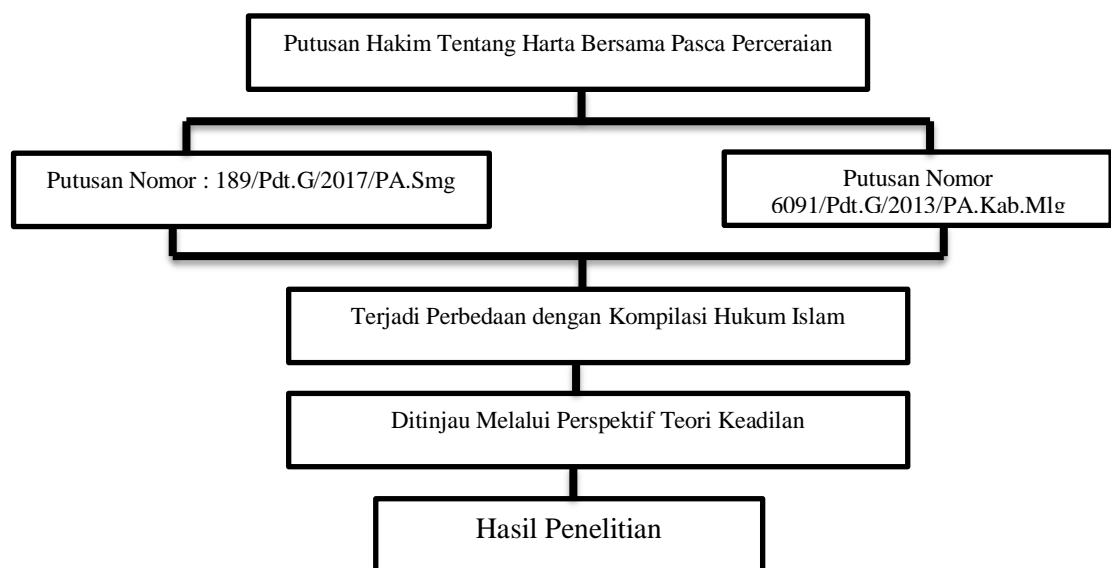 Putusan Hakim Tentang Harta Bersama Pasca Perceraian
Putusan Nomor : 189/Pdt.G/2017/PA.Smg
Putusan Nomor
6091/Pdt.G/2013/PA.Kab.Mlg
Terjadi Perbedaan dengan Kompilasi Hukum Islam
Ditinjau Melalui Perspektif Teori Keadilan
Hasil Penelitian